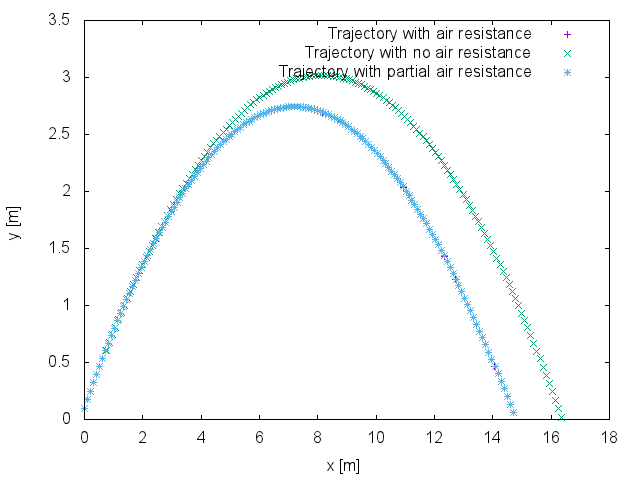 Trajectory with air resistance
Trajectory with no air resistance
Trajectory with partial air resistance
3.5
3
2.5
2
1.5
1
0.5
0
y [m]
0 2 4 6 8 10 12 14 16 18
x [m]